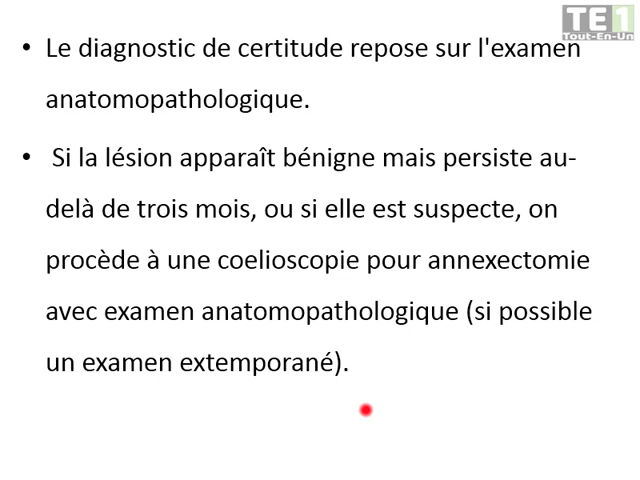 TE1
Tout-En-Un
• Le diagnostic de certitude repose sur l'examen
anatomopathologique.
• Si la lésion apparaît bénigne mais persiste au-
delà de trois mois, ou si elle est suspecte, on
procède à une coelioscopie pour annexectomie
avec examen anatomopathologique (si possible
un examen extemporané).